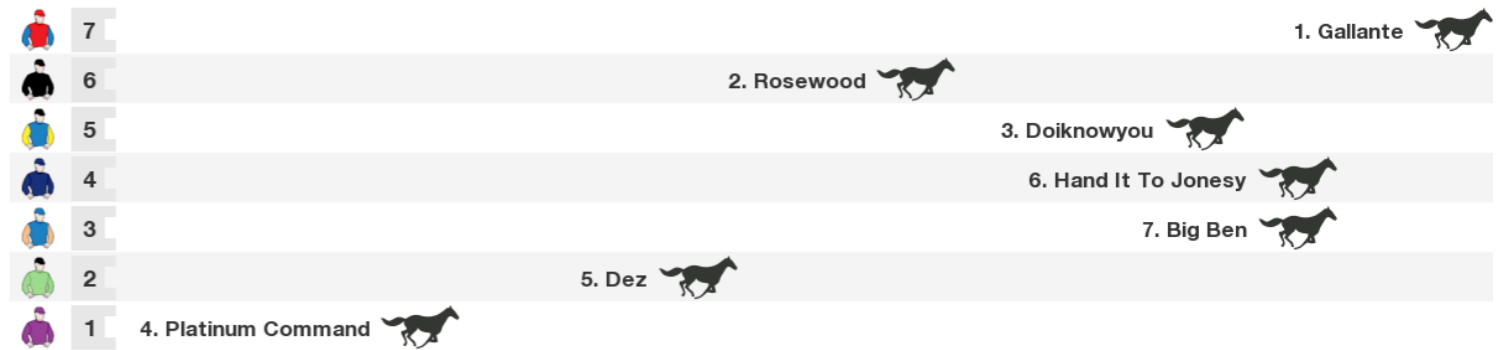 7 1. Gallante
6 2. Rosewood
5 3. Doiknowyou
4 6. Hand It To Jonesy
3 7. Big Ben
2 5. Dez
1 4. Platinum Command